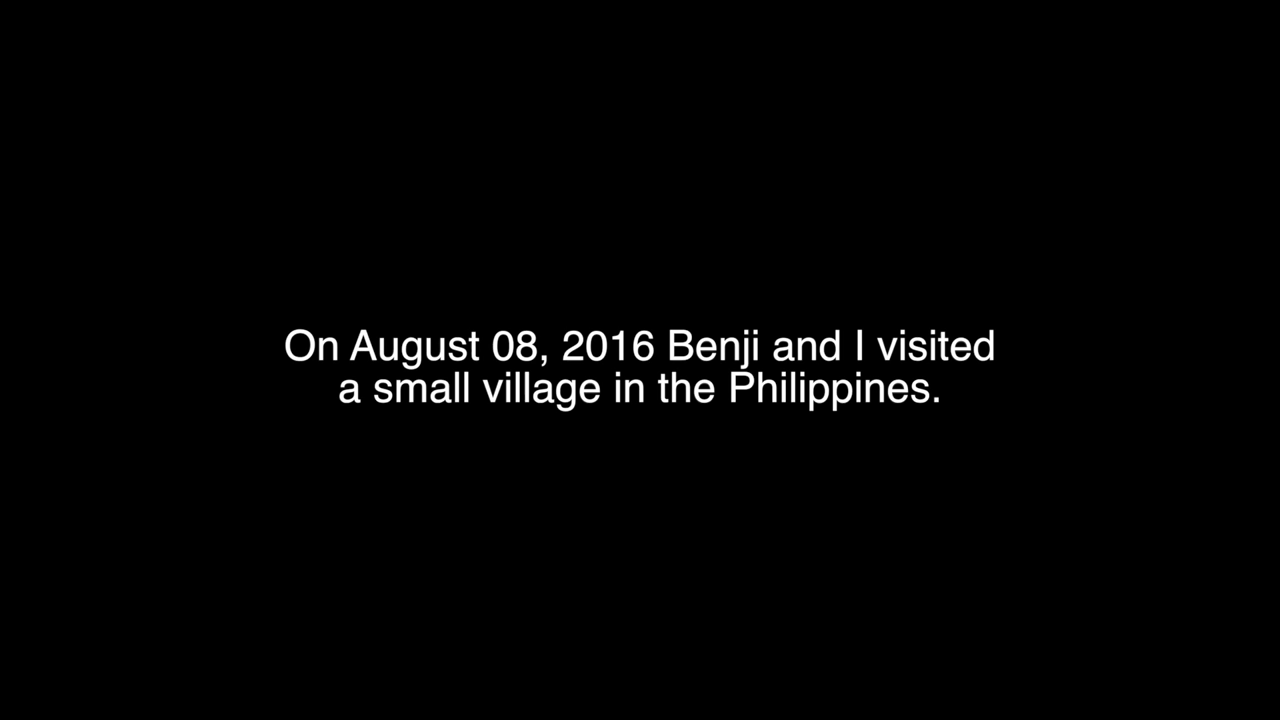 On August 08, 2016 Benji and I visited
a small village in the Philippines.